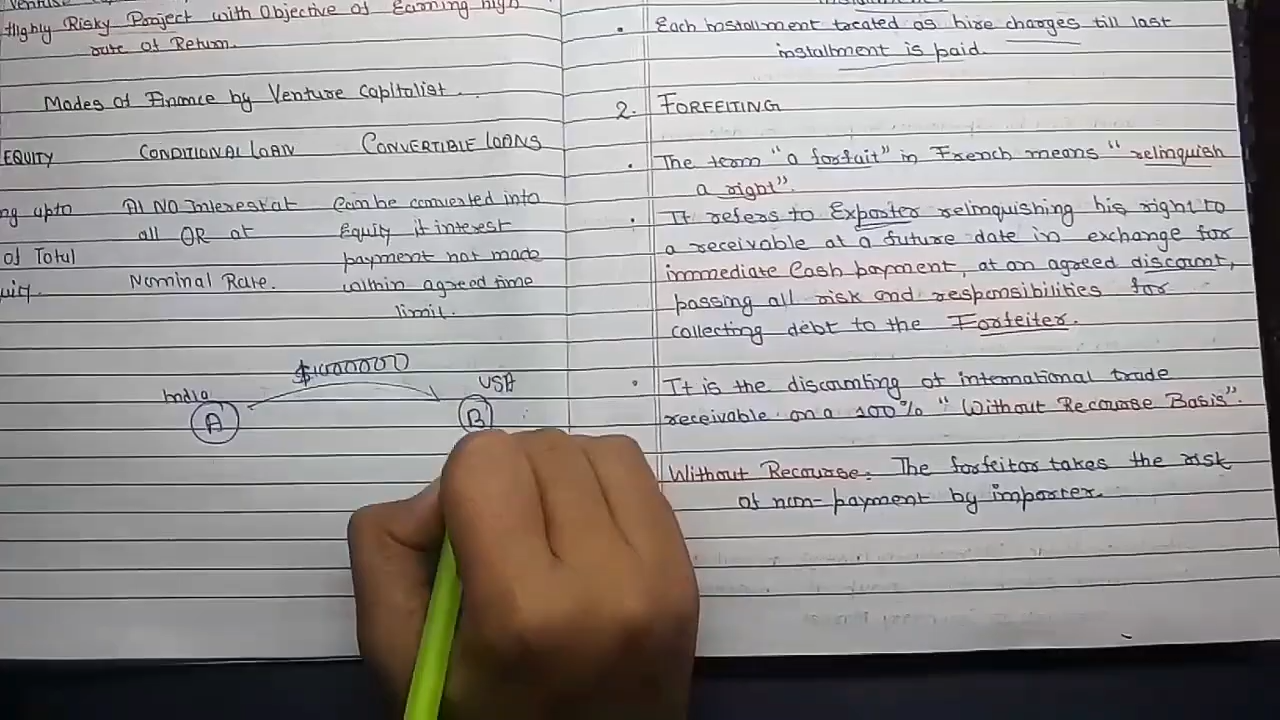 Highly Risky Project with Objective of Earning high
rate of Return.
Modes of Finance by Venture Capitalist..
EQUITY CONDITIONAL LOAN CONVERTIBLE LOANS
ng upto A) No Interest at Can be converted into
all OR at Equity if interest
of Total payment not made
Nominal Rate. within agreed time
limit.
$1000000
India USA
A B
Each Installment treated as hire charges till last
installment is paid.
2. FORFEITING
The term "a forfait" in French means "relinquish
a right".
It refers to Exporter relinquishing his right to
a receivable at a future date in exchange for
immediate Cash payment, at an agreed discount,
passing all risk and responsibilities for
collecting debt to the Forfeiter.
It is the discounting of international trade
receivable on a 100% "Without Recourse Basis".
Without Recourse: The forfeitor takes the risk
of non-payment by importer.